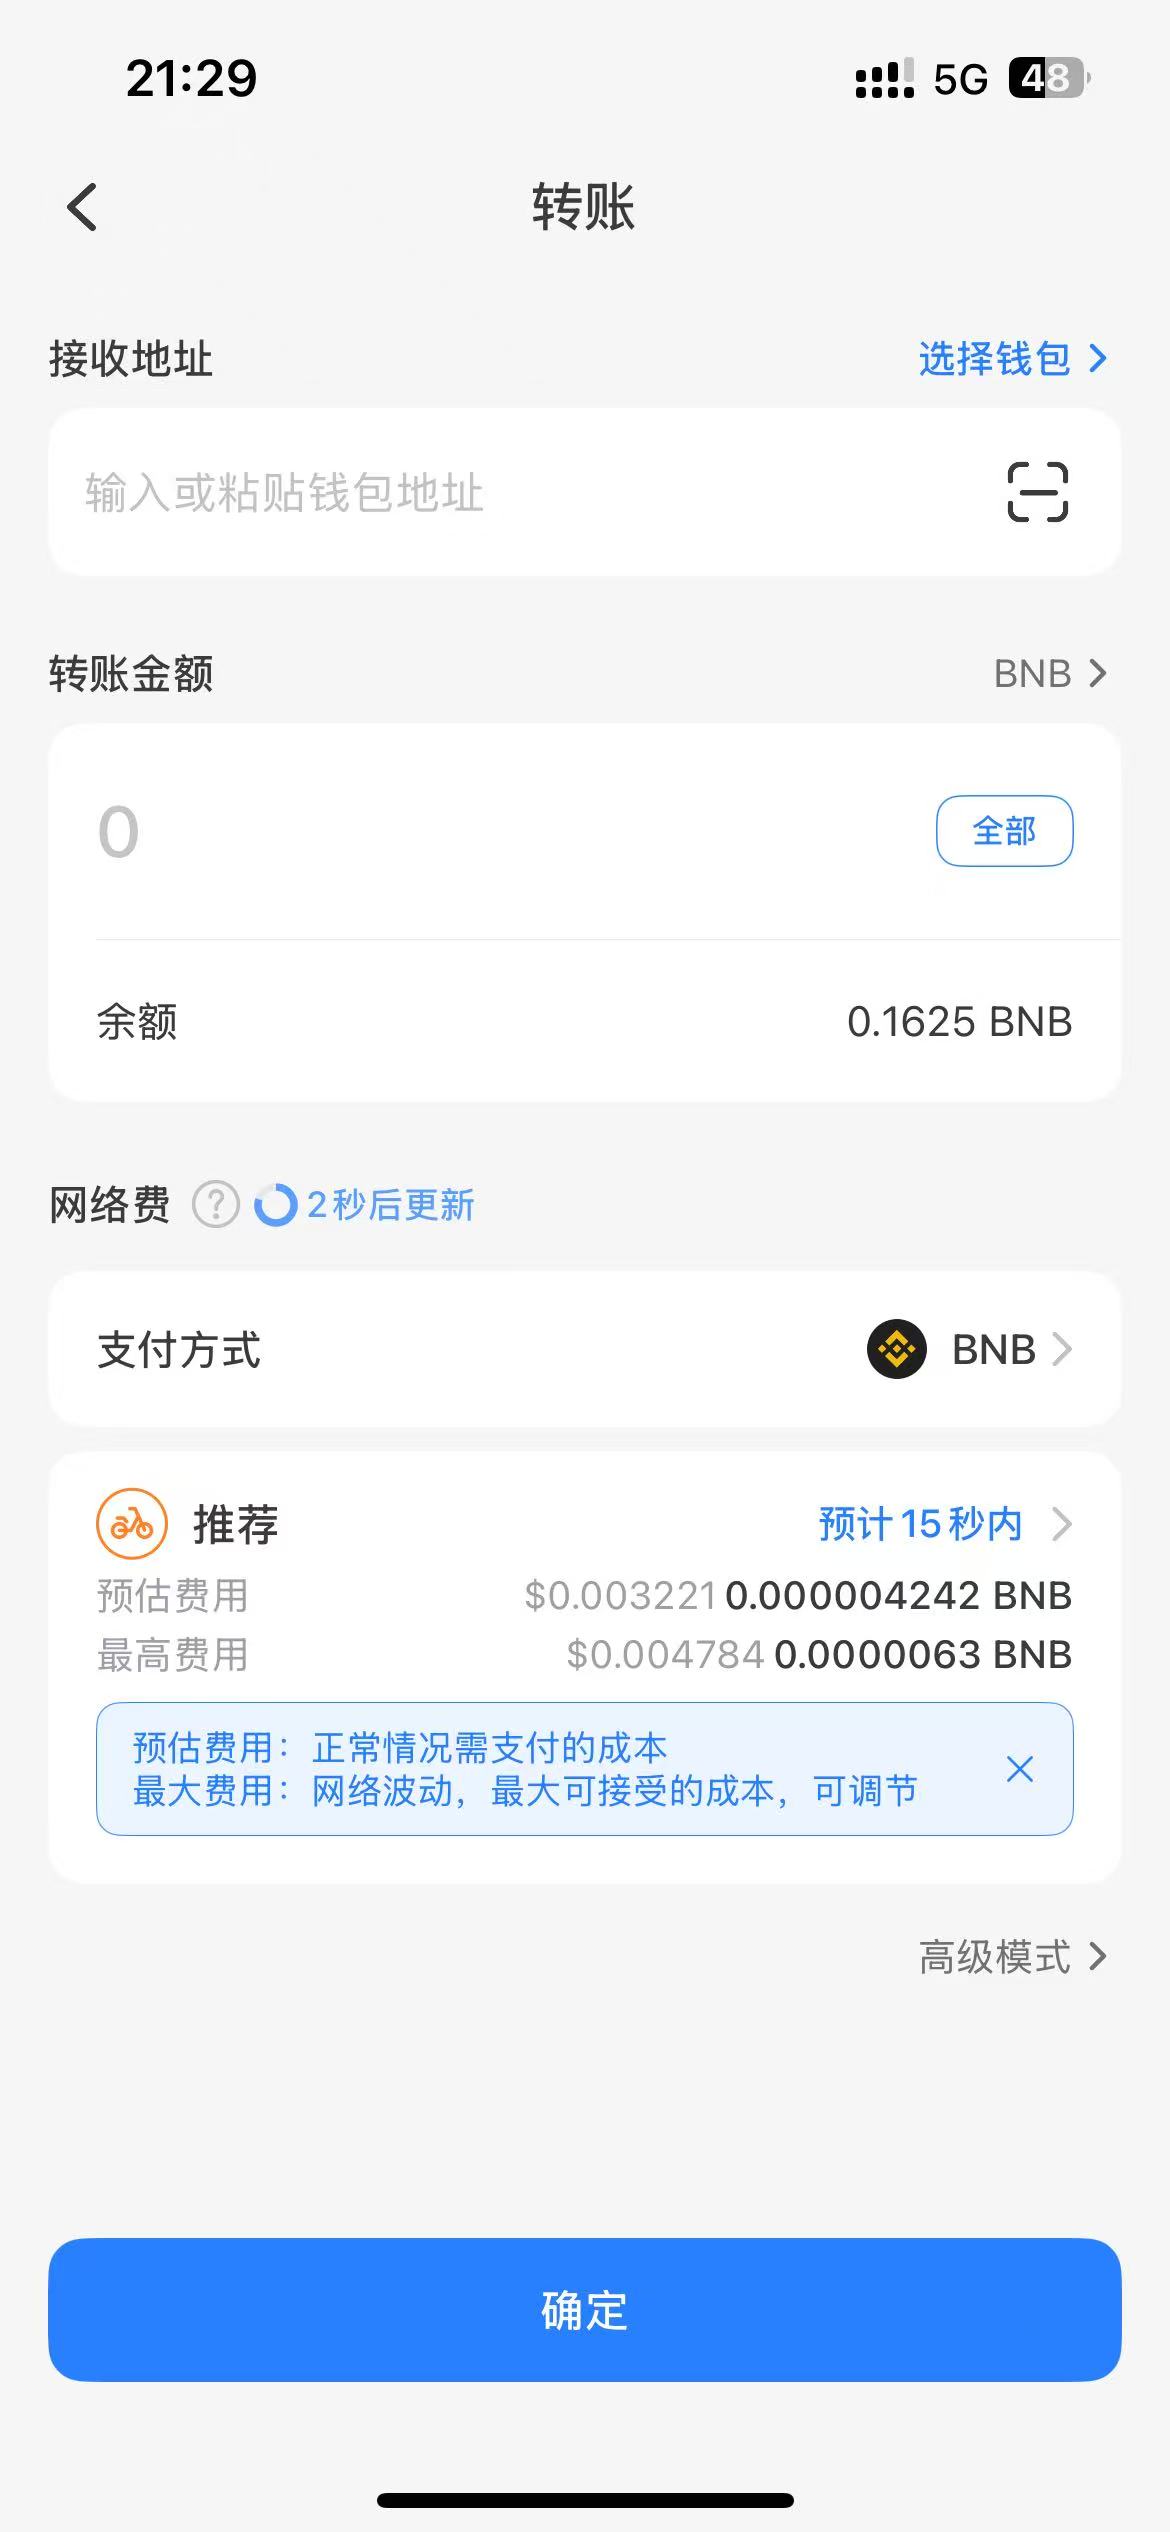 21:29 5G 48
转账
接收地址 选择钱包
输入或粘贴钱包地址
转账金额 BNB
0 全部
余额 0.1625 BNB
网络费 ? 2秒后更新
支付方式 BNB
推荐 预计15秒内
预估费用 $0.003221 0.000004242 BNB
最高费用 $0.004784 0.0000063 BNB
预估费用：正常情况需支付的成本
最大费用：网络波动，最大可接受的成本，可调节
高级模式
确定